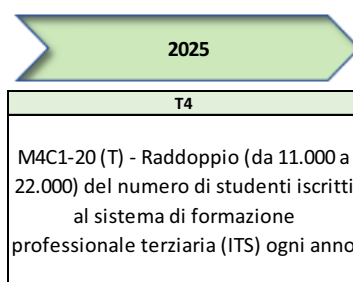 2025
T4
M4C1-20 (T) - Raddoppio (da 11.000 a
22.000) del numero di studenti iscritti
al sistema di formazione
professionale terziaria (ITS) ogni anno